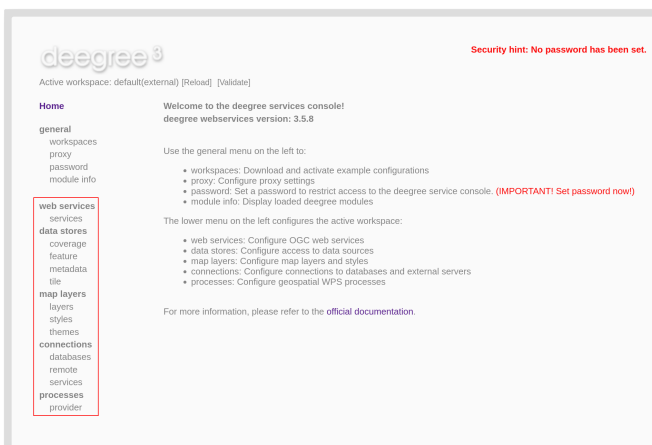 deegree 3
Security hint: No password has been set.
Active workspace: default(external) [Reload] [Validate]
Home
general
workspaces
proxy
password
module info
web services
services
data stores
coverage
feature
metadata
tile
map layers
layers
styles
themes
connections
databases
remote
services
processes
provider
Welcome to the deegree services console!
deegree webservices version: 3.5.8
Use the general menu on the left to:
• workspaces: Download and activate example configurations
• proxy: Configure proxy settings
• password: Set a password to restrict access to the deegree service console. (IMPORTANT! Set password now!)
• module info: Display loaded deegree modules
The lower menu on the left configures the active workspace:
• web services: Configure OGC web services
• data stores: Configure access to data sources
• map layers: Configure map layers and styles
• connections: Configure connections to databases and external servers
• processes: Configure geospatial WPS processes
For more information, please refer to the official documentation.